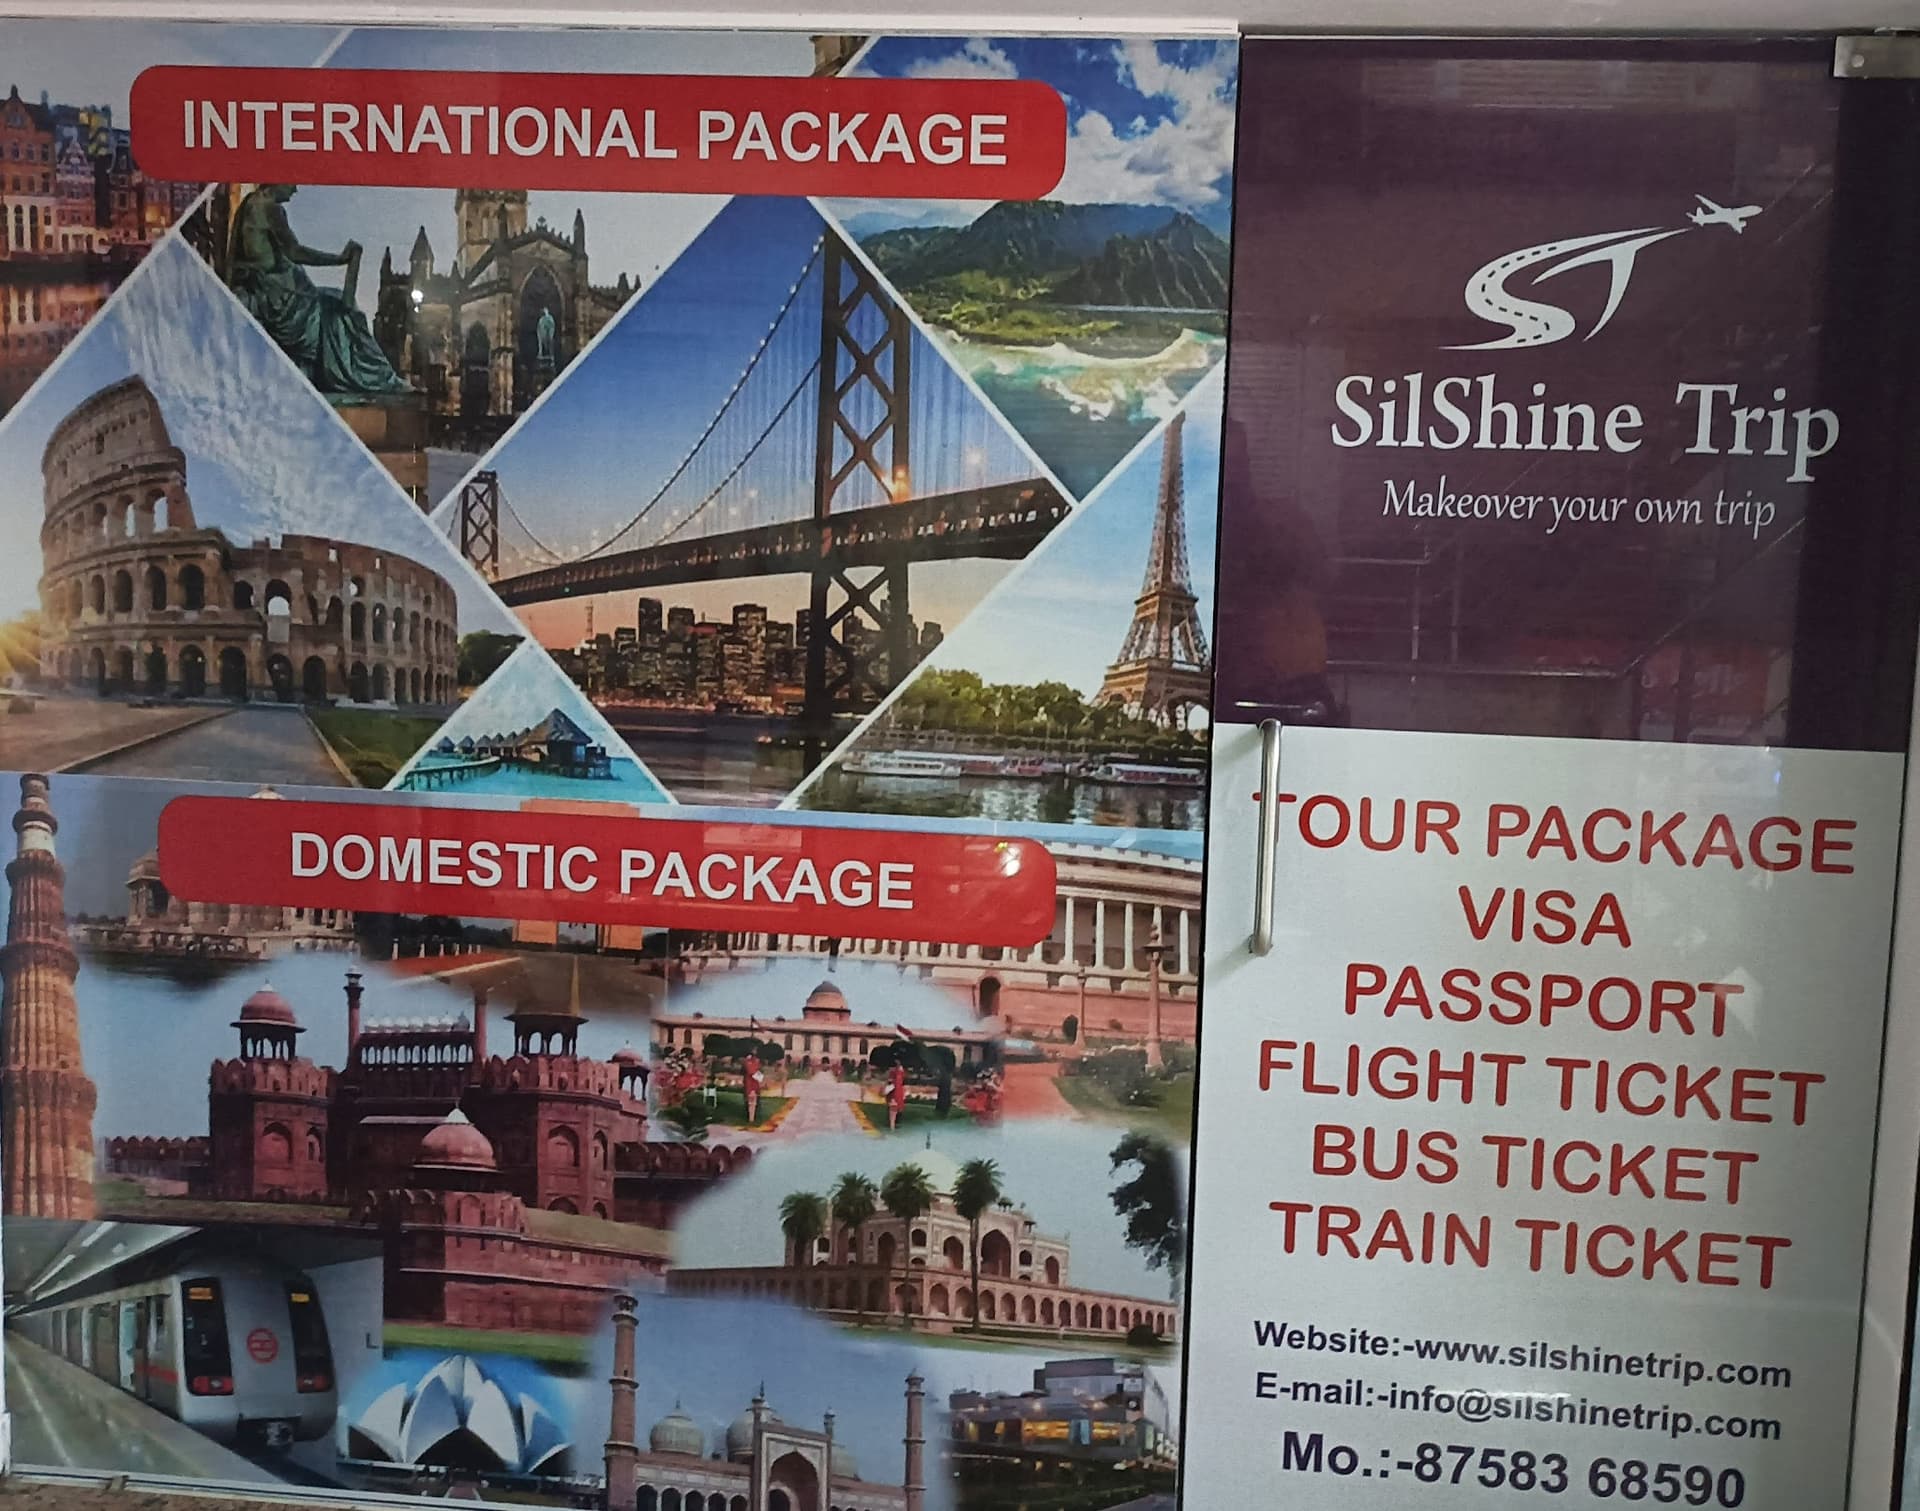 INTERNATIONAL PACKAGE
DOMESTIC PACKAGE
ST
SilShine Trip
Makeover your own trip
TOUR PACKAGE
VISA
PASSPORT
FLIGHT TICKET
BUS TICKET
TRAIN TICKET
Website:-www.silshinetrip.com
E-mail:-info@silshinetrip.com
Mo.:-87583 68590